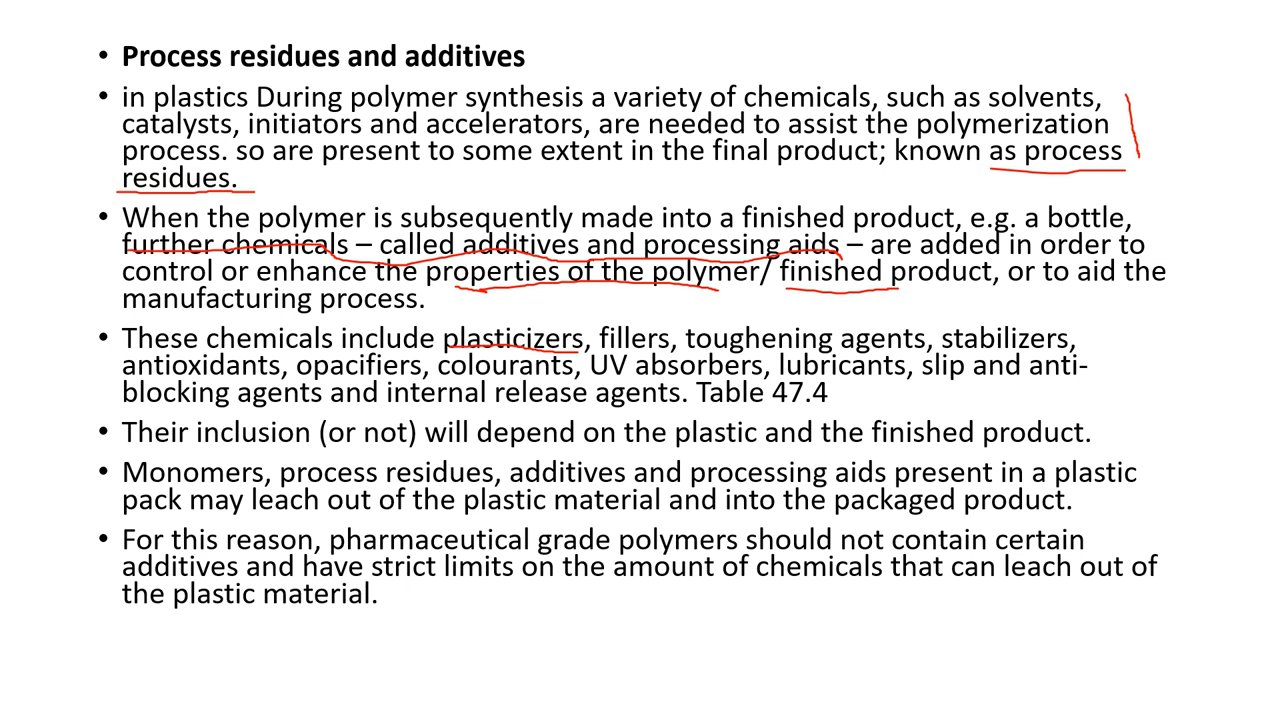 • Process residues and additives
• in plastics During polymer synthesis a variety of chemicals, such as solvents,
catalysts, initiators and accelerators, are needed to assist the polymerization
process. so are present to some extent in the final product; known as process
residues.
• When the polymer is subsequently made into a finished product, e.g. a bottle,
further chemicals – called additives and processing aids – are added in order to
control or enhance the properties of the polymer/ finished product, or to aid the
manufacturing process.
• These chemicals include plasticizers, fillers, toughening agents, stabilizers,
antioxidants, opacifiers, colourants, UV absorbers, lubricants, slip and anti-
blocking agents and internal release agents. Table 47.4
• Their inclusion (or not) will depend on the plastic and the finished product.
• Monomers, process residues, additives and processing aids present in a plastic
pack may leach out of the plastic material and into the packaged product.
• For this reason, pharmaceutical grade polymers should not contain certain
additives and have strict limits on the amount of chemicals that can leach out of
the plastic material.